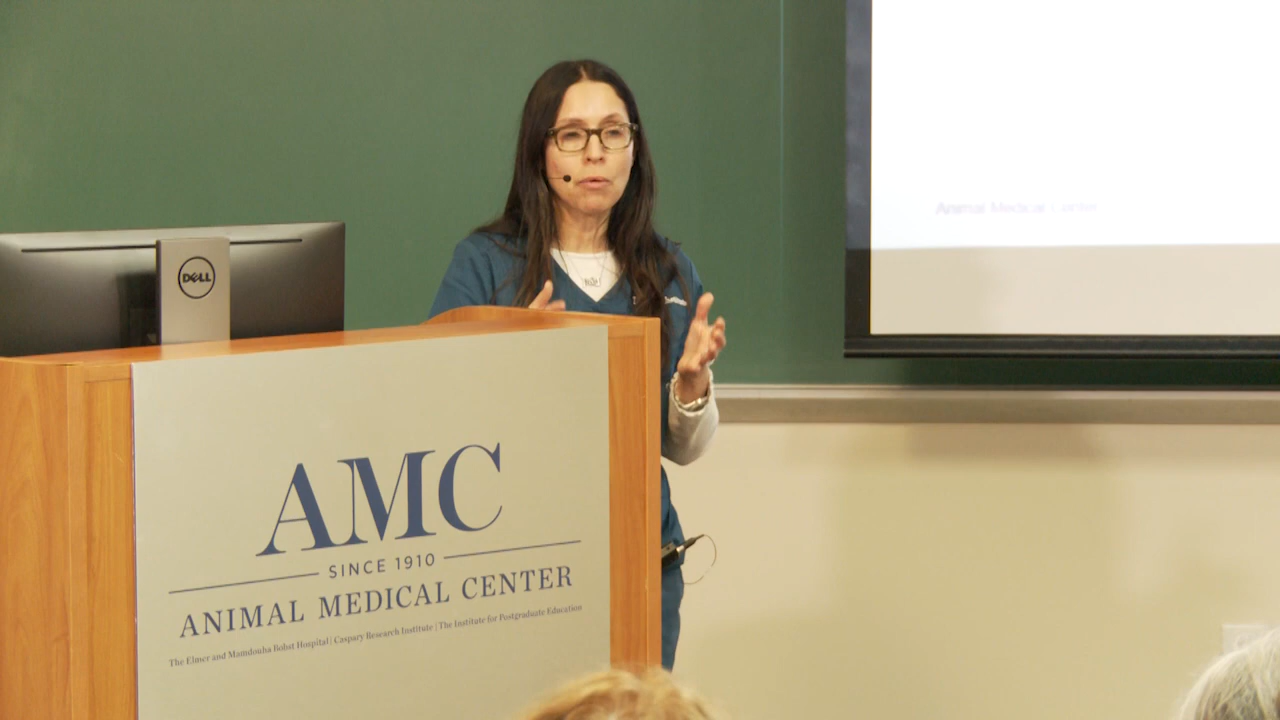 Animal Medical Center
DELL
AMC
SINCE 1910
ANIMAL MEDICAL CENTER
The Elmer and Mamdouha Bobst Hospital | Caspary Research Institute | The Institute for Postgraduate Education